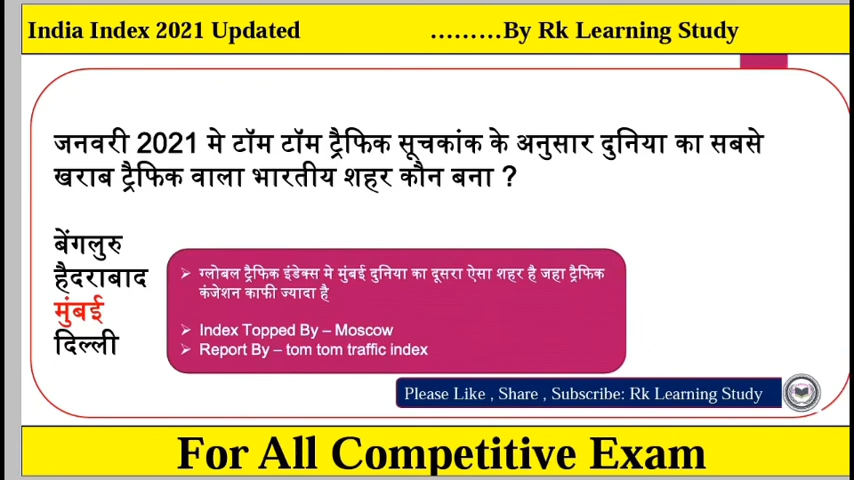 India Index 2021 Updated ………By Rk Learning Study
जनवरी 2021 मे टॉम टॉम ट्रैफिक सूचकांक के अनुसार दुनिया का सबसे
खराब ट्रैफिक वाला भारतीय शहर कौन बना ?
बेंगलुरु
हैदराबाद
मुंबई
दिल्ली
➢ ग्लोबल ट्रैफिक इंडेक्स मे मुंबई दुनिया का दूसरा ऐसा शहर है जहा ट्रैफिक
कंजेशन काफी ज्यादा है
➢ Index Topped By – Moscow
➢ Report By – tom tom traffic index
Please Like , Share , Subscribe: Rk Learning Study
For All Competitive Exam